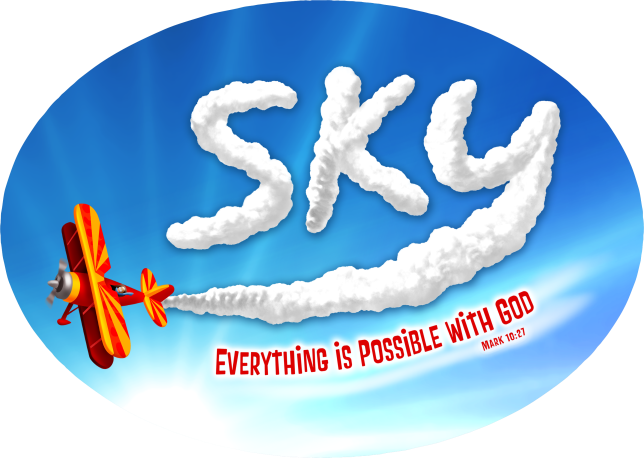 SKY
EVERYTHING IS POSSIBLE WITH GOD
MARK 10:27